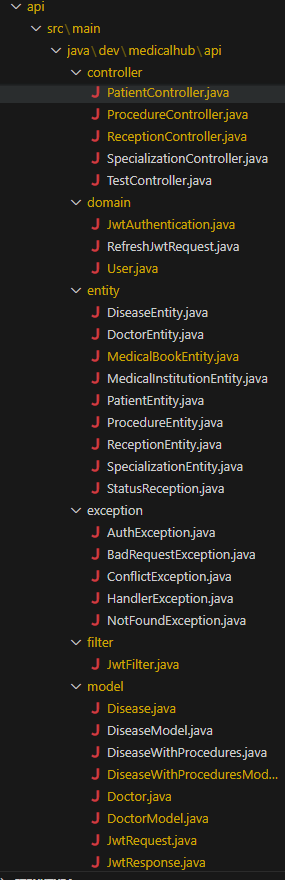 api
src\main
java\dev\medicalhub\api
controller
PatientController.java
ProcedureController.java
ReceptionController.java
SpecializationController.java
TestController.java
domain
JwtAuthentication.java
RefreshJwtRequest.java
User.java
entity
DiseaseEntity.java
DoctorEntity.java
MedicalBookEntity.java
MedicalInstitutionEntity.java
PatientEntity.java
ProcedureEntity.java
ReceptionEntity.java
SpecializationEntity.java
StatusReception.java
exception
AuthException.java
BadRequestException.java
ConflictException.java
HandlerException.java
NotFoundException.java
filter
JwtFilter.java
model
Disease.java
DiseaseModel.java
DiseaseWithProcedures.java
DiseaseWithProceduresMod...
Doctor.java
DoctorModel.java
JwtRequest.java
JwtResponse.java